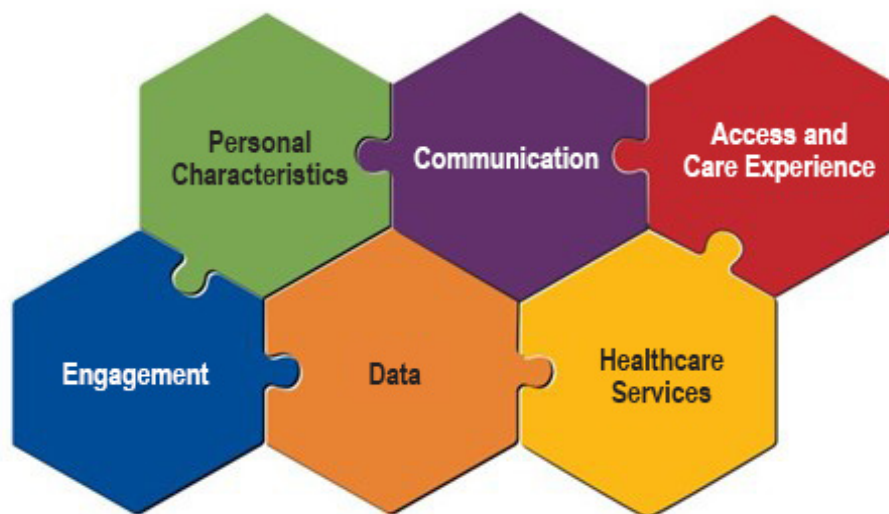 Personal
Characteristics
Communication
Access and
Care Experience
Engagement
Data
Healthcare
Services